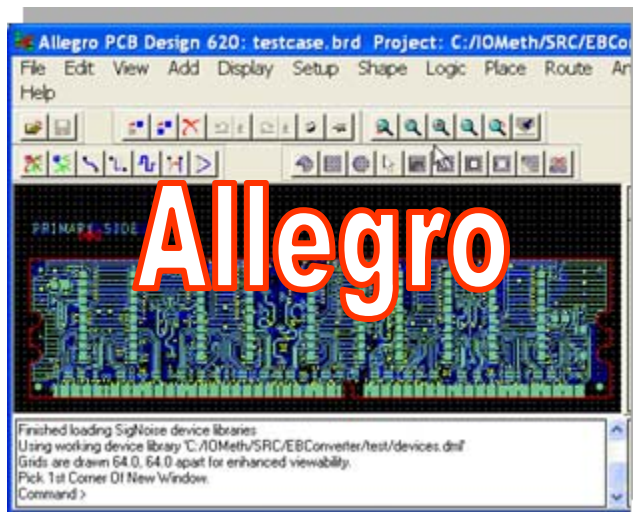 Allegro PCB Design 620: testcase.brd Project: C:/IOMeth/SRC/EBCo
File Edit View Add Display Setup Shape Logic Place Route Ar
Help
PRIMARY SIDE
Allegro
Finished loading SigNoise device libraries
Using working device library 'C:/IOMeth/SRC/EBConverter/test/devices.dml'
Grids are drawn 64.0, 64.0 apart for enhanced viewability.
Pick 1st Corner Of New Window.
Command >